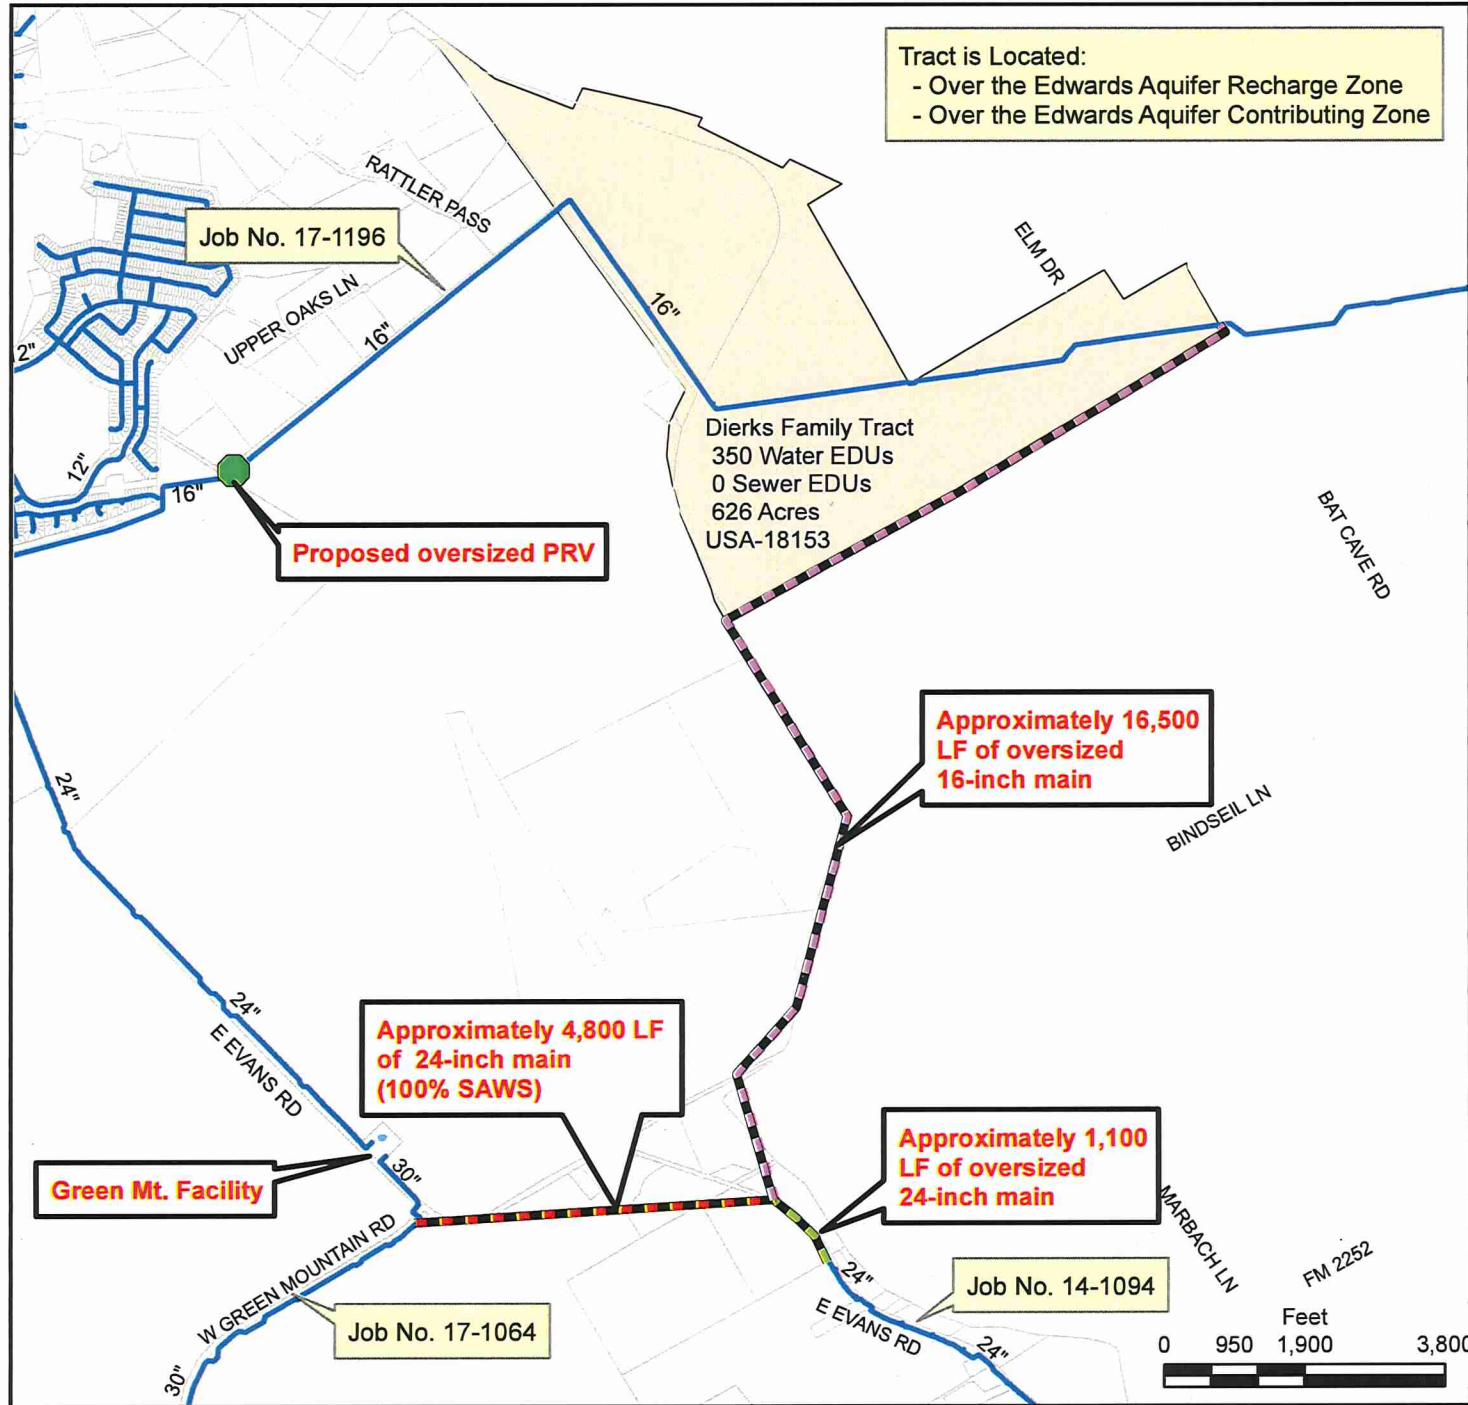 Tract is Located:
- Over the Edwards Aquifer Recharge Zone
- Over the Edwards Aquifer Contributing Zone
RATTLER PASS
Job No. 17-1196
ELM DR
UPPER OAKS LN
16"
16"
2"
12"
16"
Dierks Family Tract
350 Water EDUs
0 Sewer EDUs
626 Acres
USA-18153
Proposed oversized PRV
BAT CAVE RD
Approximately 16,500
LF of oversized
16-inch main
24"
BINDSEIL LN
24"
E EVANS RD
Approximately 4,800 LF
of 24-inch main
(100% SAWS)
Approximately 1,100
LF of oversized
24-inch main
Green Mt. Facility
30"
W GREEN MOUNTAIN RD
MARBACH LN
FM 2252
24"
Job No. 14-1094
E EVANS RD
24"
Job No. 17-1064
30"
Feet
0 950 1,900 3,800